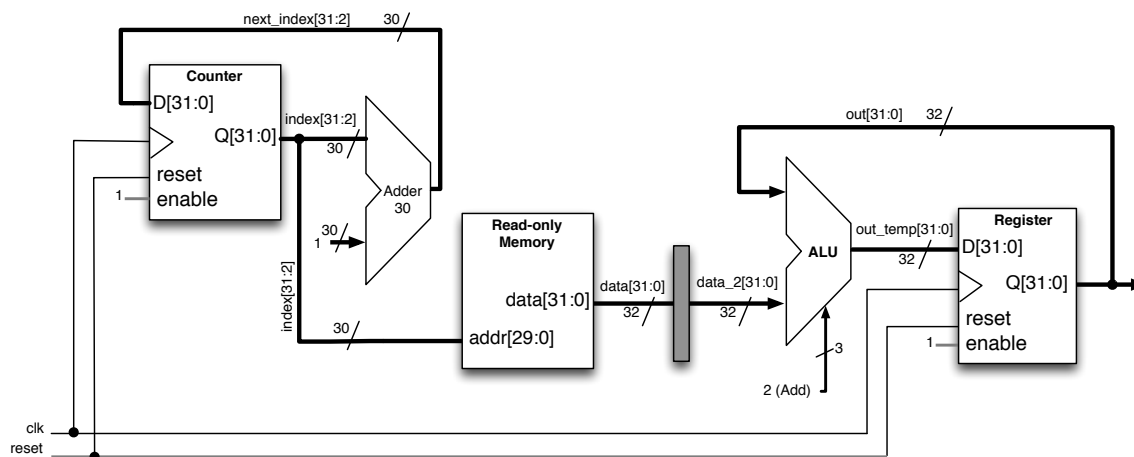 next_index[31:2]
30
Counter
D[31:0]
Q[31:0]
reset
enable
1
index[31:2]
30
Adder
30
30
1
index[31:2]
30
Read-only
Memory
data[31:0]
addr[29:0]
data[31:0]
32
data_2[31:0]
32
out[31:0]
32
ALU
3
2 (Add)
out_temp[31:0]
32
Register
D[31:0]
Q[31:0]
reset
enable
1
clk
reset